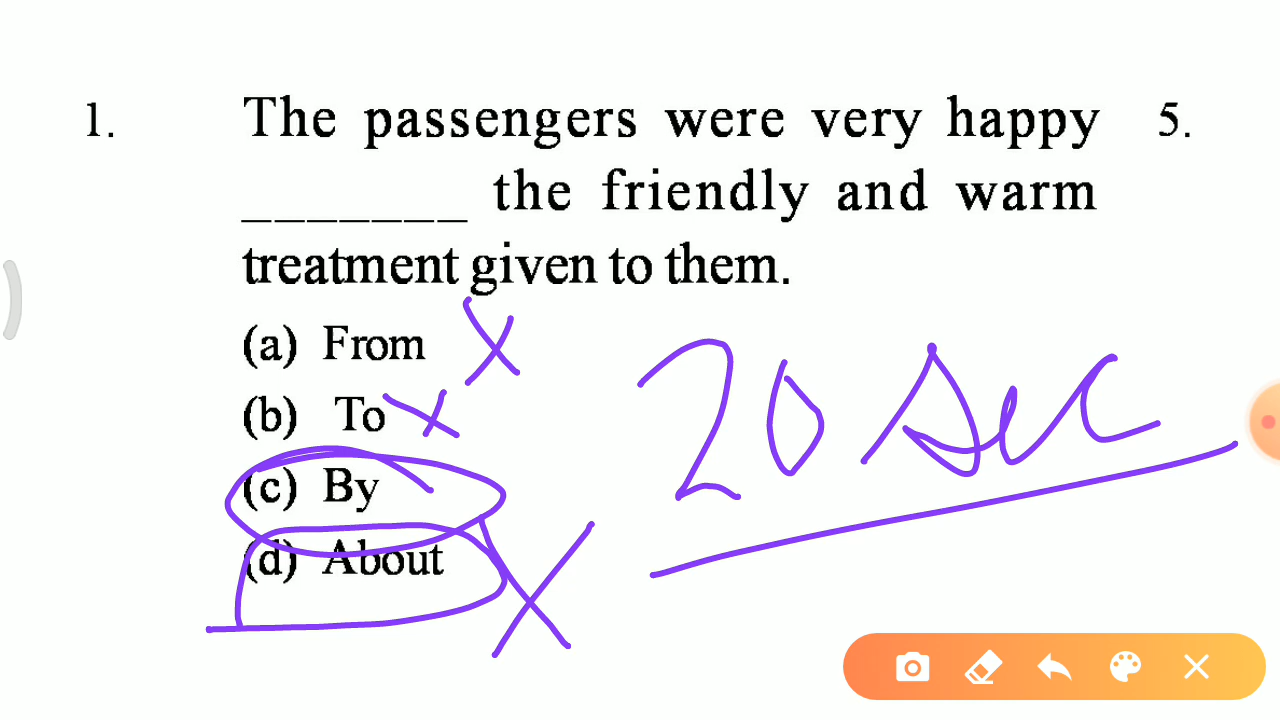 1. The passengers were very happy 5.
_______ the friendly and warm
treatment given to them.
(a) From
(b) To
(c) By
(d) About
20 sec